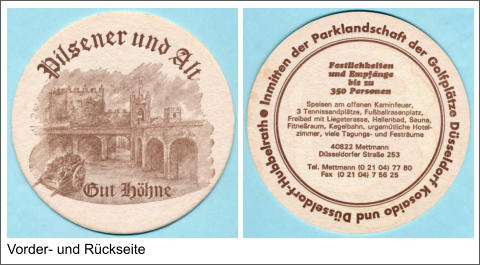 Pilsener und Alt
Gut Höhne
Inmitten der Parklandschaft der Golfplätze Düsseldorf Kosaido und Düsseldorf-Hubbelrath
Festlichkeiten
und Empfänge
bis zu
350 Personen
Speisen am offenen Kaminfeuer,
3 Tennissandplätze, Fußballrasenplatz,
Freibad mit Liegeterasse, Hallenbad, Sauna,
Fitneßraum, Kegelbahn, urgemütliche Hotel-
zimmer, viele Tagungs- und Festräume
40822 Mettmann
Düsseldorfer Straße 253
Tel. Mettmann (0 21 04) 77 80
Fax (0 21 04) 7 56 25
Vorder- und Rückseite